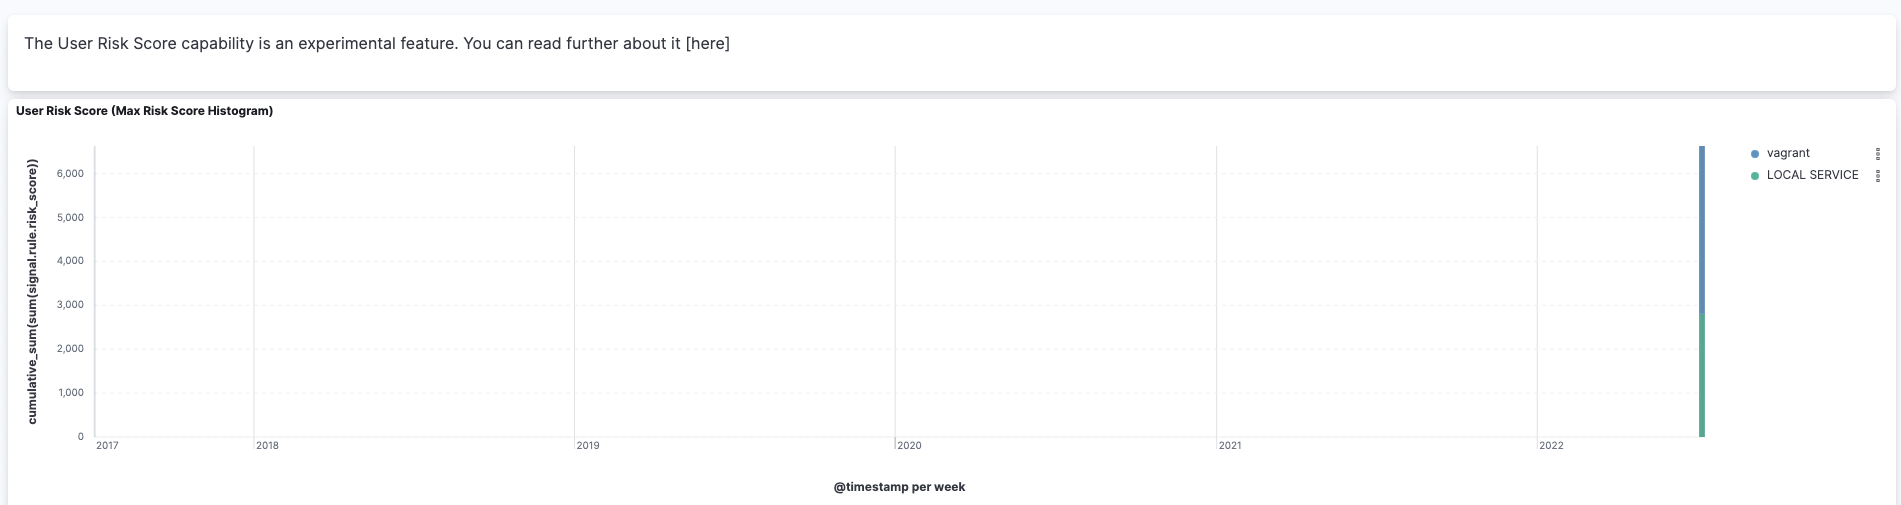 The User Risk Score capability is an experimental feature. You can read further about it [here]
User Risk Score (Max Risk Score Histogram)
cumulative_sum(sum(signal.rule.risk_score))
6,000
5,000
4,000
3,000
2,000
1,000
0
2017
2018
2019
2020
2021
2022
@timestamp per week
vagrant
LOCAL SERVICE